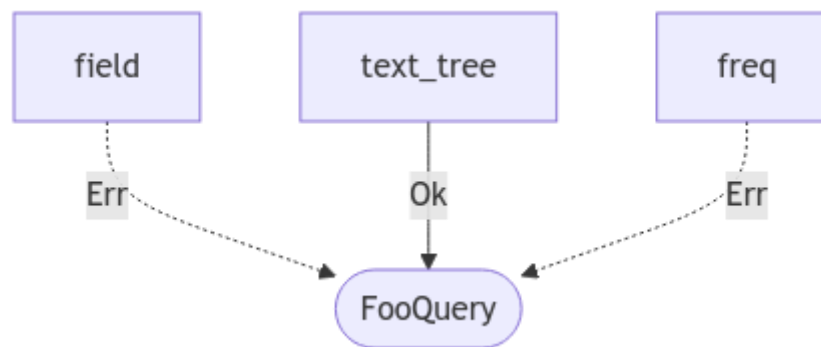 field
text_tree
freq
Err
Ok
Err
FooQuery